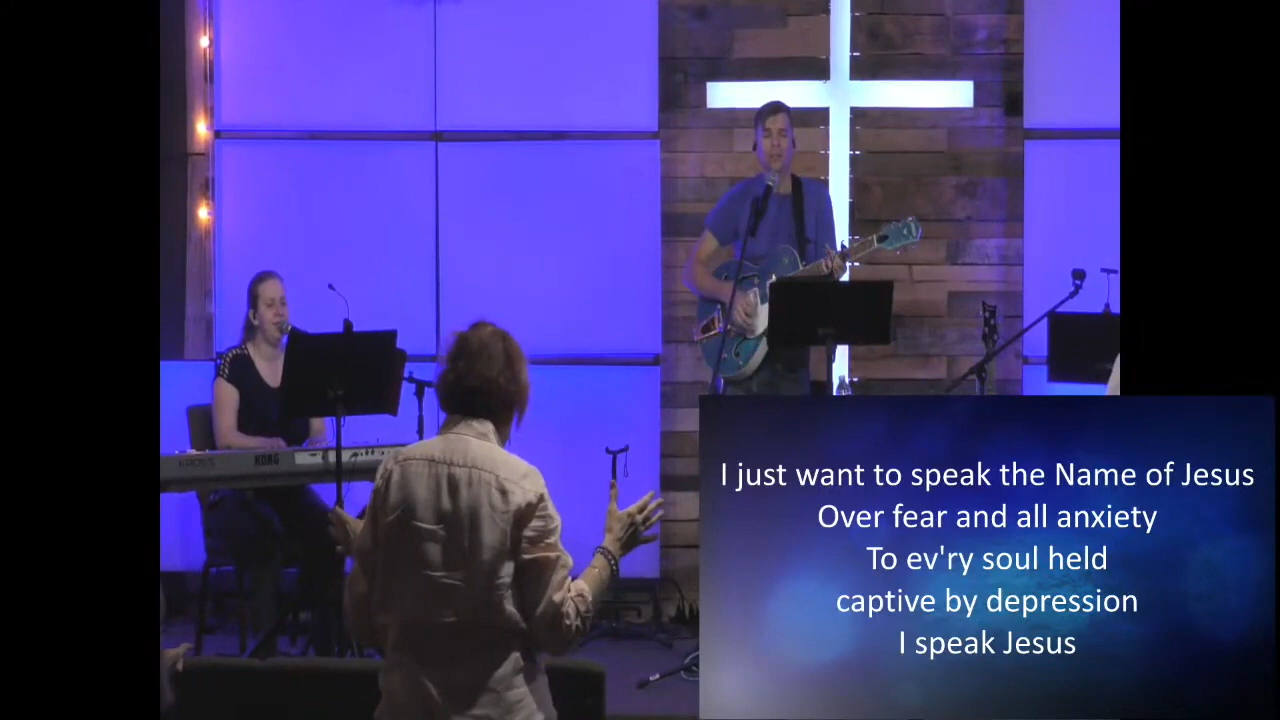 KRONOS
KORG
I just want to speak the Name of Jesus
Over fear and all anxiety
To ev'ry soul held
captive by depression
I speak Jesus